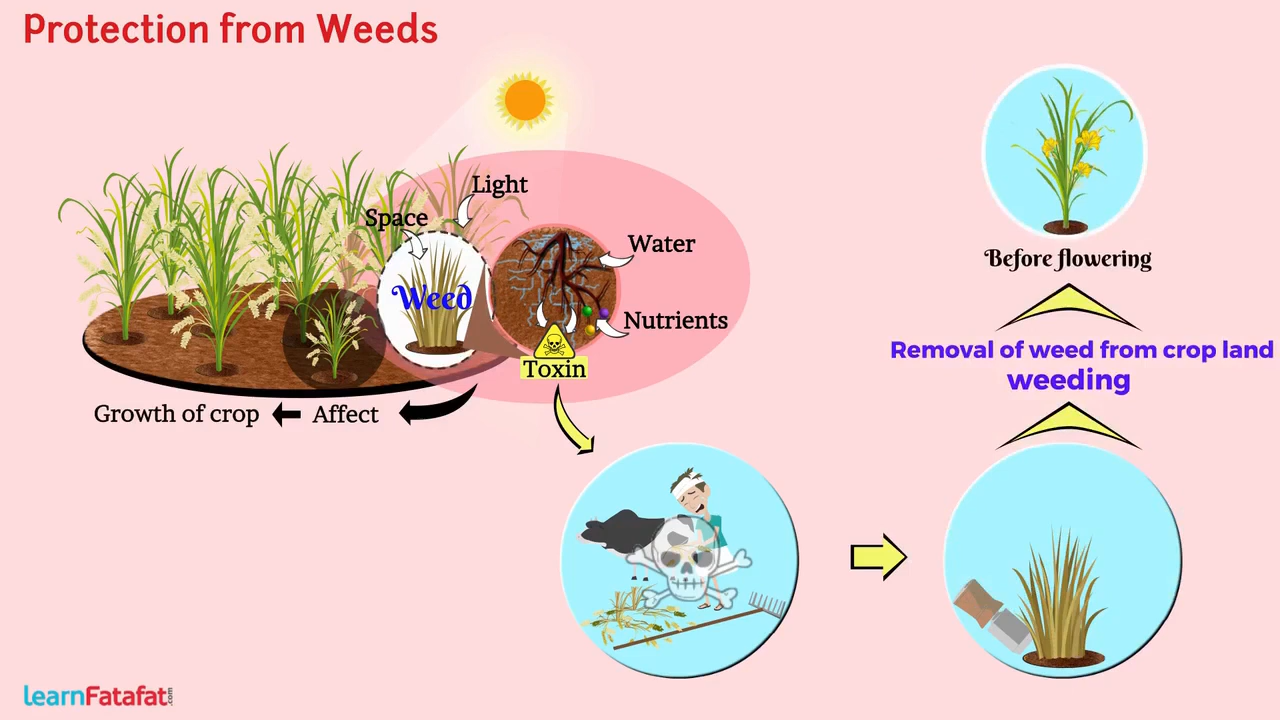 Protection from Weeds
Light
Space
Water
Weed
Nutrients
Toxin
Growth of crop
Affect
Before flowering
Removal of weed from crop land
weeding
learnFatafat.com